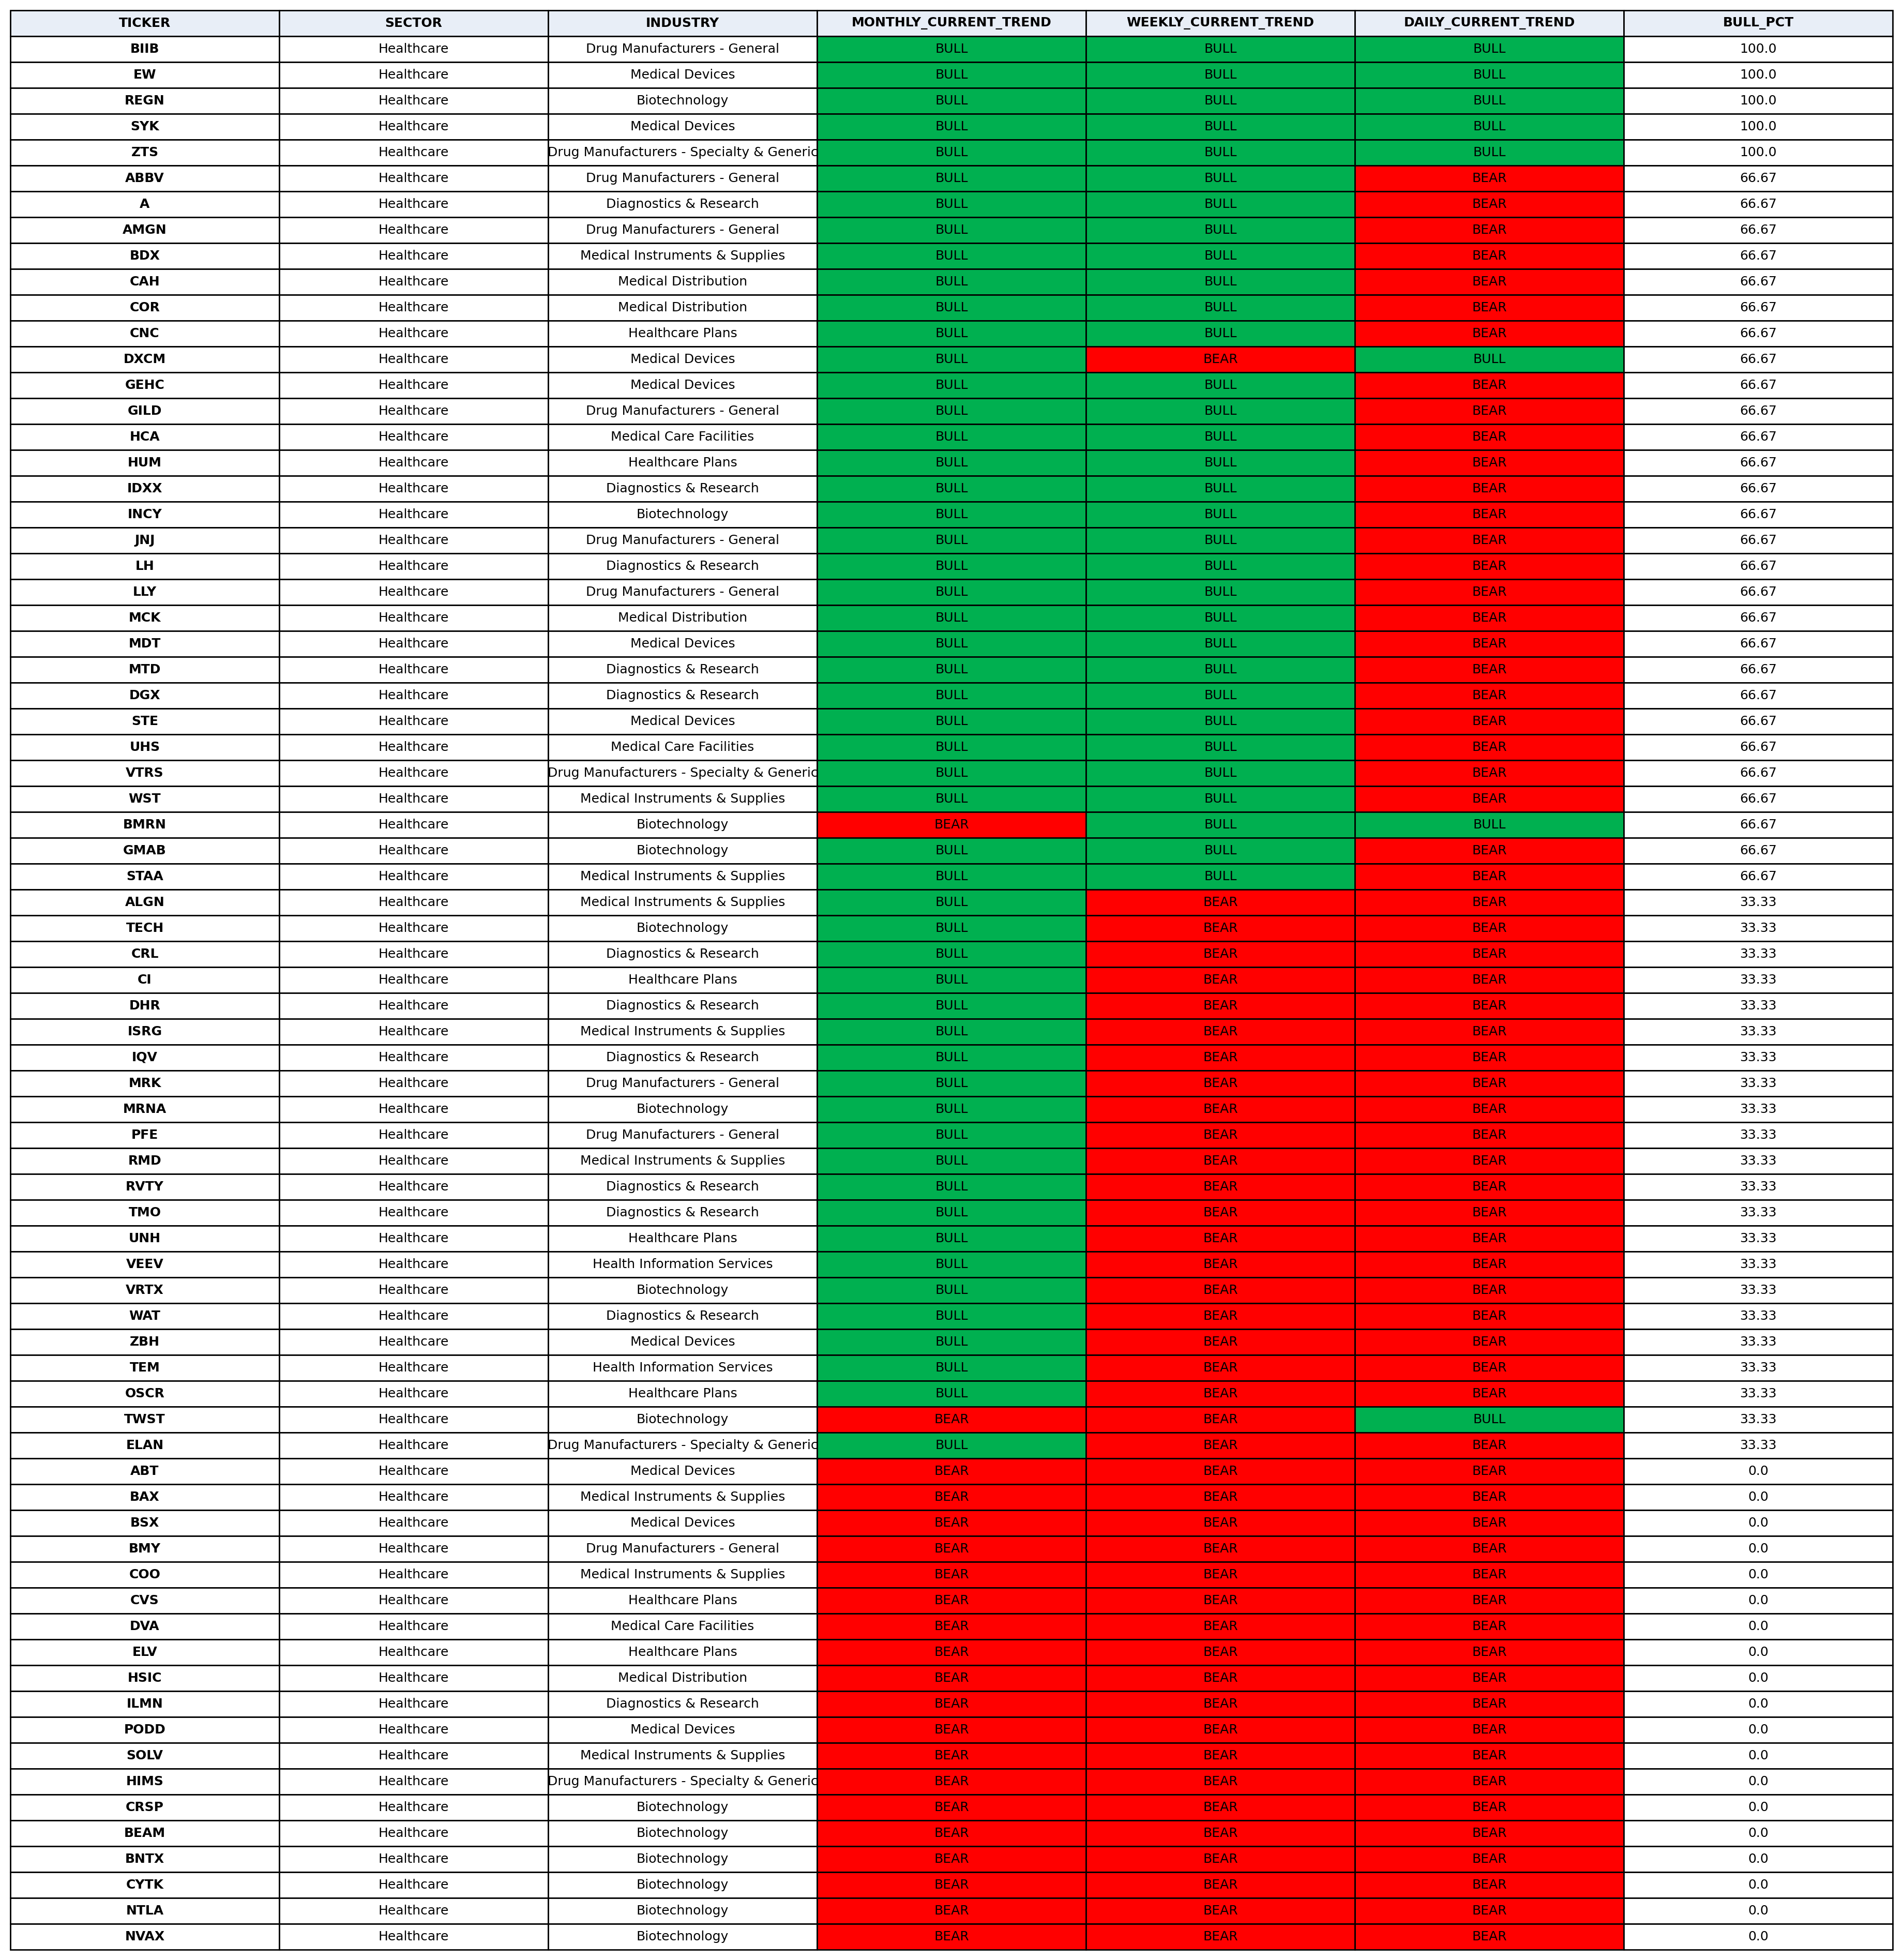 TICKER SECTOR INDUSTRY MONTHLY_CURRENT_TREND WEEKLY_CURRENT_TREND DAILY_CURRENT_TREND BULL_PCT
BIIB Healthcare Drug Manufacturers - General BULL BULL BULL 100.0
EW Healthcare Medical Devices BULL BULL BULL 100.0
REGN Healthcare Biotechnology BULL BULL BULL 100.0
SYK Healthcare Medical Devices BULL BULL BULL 100.0
ZTS Healthcare Drug Manufacturers - Specialty & Generic BULL BULL BULL 100.0
ABBV Healthcare Drug Manufacturers - General BULL BULL BEAR 66.67
A Healthcare Diagnostics & Research BULL BULL BEAR 66.67
AMGN Healthcare Drug Manufacturers - General BULL BULL BEAR 66.67
BDX Healthcare Medical Instruments & Supplies BULL BULL BEAR 66.67
CAH Healthcare Medical Distribution BULL BULL BEAR 66.67
COR Healthcare Medical Distribution BULL BULL BEAR 66.67
CNC Healthcare Healthcare Plans BULL BULL BEAR 66.67
DXCM Healthcare Medical Devices BULL BEAR BULL 66.67
GEHC Healthcare Medical Devices BULL BULL BEAR 66.67
GILD Healthcare Drug Manufacturers - General BULL BULL BEAR 66.67
HCA Healthcare Medical Care Facilities BULL BULL BEAR 66.67
HUM Healthcare Healthcare Plans BULL BULL BEAR 66.67
IDXX Healthcare Diagnostics & Research BULL BULL BEAR 66.67
INCY Healthcare Biotechnology BULL BULL BEAR 66.67
JNJ Healthcare Drug Manufacturers - General BULL BULL BEAR 66.67
LH Healthcare Diagnostics & Research BULL BULL BEAR 66.67
LLY Healthcare Drug Manufacturers - General BULL BULL BEAR 66.67
MCK Healthcare Medical Distribution BULL BULL BEAR 66.67
MDT Healthcare Medical Devices BULL BULL BEAR 66.67
MTD Healthcare Diagnostics & Research BULL BULL BEAR 66.67
DGX Healthcare Diagnostics & Research BULL BULL BEAR 66.67
STE Healthcare Medical Devices BULL BULL BEAR 66.67
UHS Healthcare Medical Care Facilities BULL BULL BEAR 66.67
VTRS Healthcare Drug Manufacturers - Specialty & Generic BULL BULL BEAR 66.67
WST Healthcare Medical Instruments & Supplies BULL BULL BEAR 66.67
BMRN Healthcare Biotechnology BEAR BULL BULL 66.67
GMAB Healthcare Biotechnology BULL BULL BEAR 66.67
STAA Healthcare Medical Instruments & Supplies BULL BULL BEAR 66.67
ALGN Healthcare Medical Instruments & Supplies BULL BEAR BEAR 33.33
TECH Healthcare Biotechnology BULL BEAR BEAR 33.33
CRL Healthcare Diagnostics & Research BULL BEAR BEAR 33.33
CI Healthcare Healthcare Plans BULL BEAR BEAR 33.33
DHR Healthcare Diagnostics & Research BULL BEAR BEAR 33.33
ISRG Healthcare Medical Instruments & Supplies BULL BEAR BEAR 33.33
IQV Healthcare Diagnostics & Research BULL BEAR BEAR 33.33
MRK Healthcare Drug Manufacturers - General BULL BEAR BEAR 33.33
MRNA Healthcare Biotechnology BULL BEAR BEAR 33.33
PFE Healthcare Drug Manufacturers - General BULL BEAR BEAR 33.33
RMD Healthcare Medical Instruments & Supplies BULL BEAR BEAR 33.33
RVTY Healthcare Diagnostics & Research BULL BEAR BEAR 33.33
TMO Healthcare Diagnostics & Research BULL BEAR BEAR 33.33
UNH Healthcare Healthcare Plans BULL BEAR BEAR 33.33
VEEV Healthcare Health Information Services BULL BEAR BEAR 33.33
VRTX Healthcare Biotechnology BULL BEAR BEAR 33.33
WAT Healthcare Diagnostics & Research BULL BEAR BEAR 33.33
ZBH Healthcare Medical Devices BULL BEAR BEAR 33.33
TEM Healthcare Health Information Services BULL BEAR BEAR 33.33
OSCR Healthcare Healthcare Plans BULL BEAR BEAR 33.33
TWST Healthcare Biotechnology BEAR BEAR BULL 33.33
ELAN Healthcare Drug Manufacturers - Specialty & Generic BULL BEAR BEAR 33.33
ABT Healthcare Medical Devices BEAR BEAR BEAR 0.0
BAX Healthcare Medical Instruments & Supplies BEAR BEAR BEAR 0.0
BSX Healthcare Medical Devices BEAR BEAR BEAR 0.0
BMY Healthcare Drug Manufacturers - General BEAR BEAR BEAR 0.0
COO Healthcare Medical Instruments & Supplies BEAR BEAR BEAR 0.0
CVS Healthcare Healthcare Plans BEAR BEAR BEAR 0.0
DVA Healthcare Medical Care Facilities BEAR BEAR BEAR 0.0
ELV Healthcare Healthcare Plans BEAR BEAR BEAR 0.0
HSIC Healthcare Medical Distribution BEAR BEAR BEAR 0.0
ILMN Healthcare Diagnostics & Research BEAR BEAR BEAR 0.0
PODD Healthcare Medical Devices BEAR BEAR BEAR 0.0
SOLV Healthcare Medical Instruments & Supplies BEAR BEAR BEAR 0.0
HIMS Healthcare Drug Manufacturers - Specialty & Generic BEAR BEAR BEAR 0.0
CRSP Healthcare Biotechnology BEAR BEAR BEAR 0.0
BEAM Healthcare Biotechnology BEAR BEAR BEAR 0.0
BNTX Healthcare Biotechnology BEAR BEAR BEAR 0.0
CYTK Healthcare Biotechnology BEAR BEAR BEAR 0.0
NTLA Healthcare Biotechnology BEAR BEAR BEAR 0.0
NVAX Healthcare Biotechnology BEAR BEAR BEAR 0.0